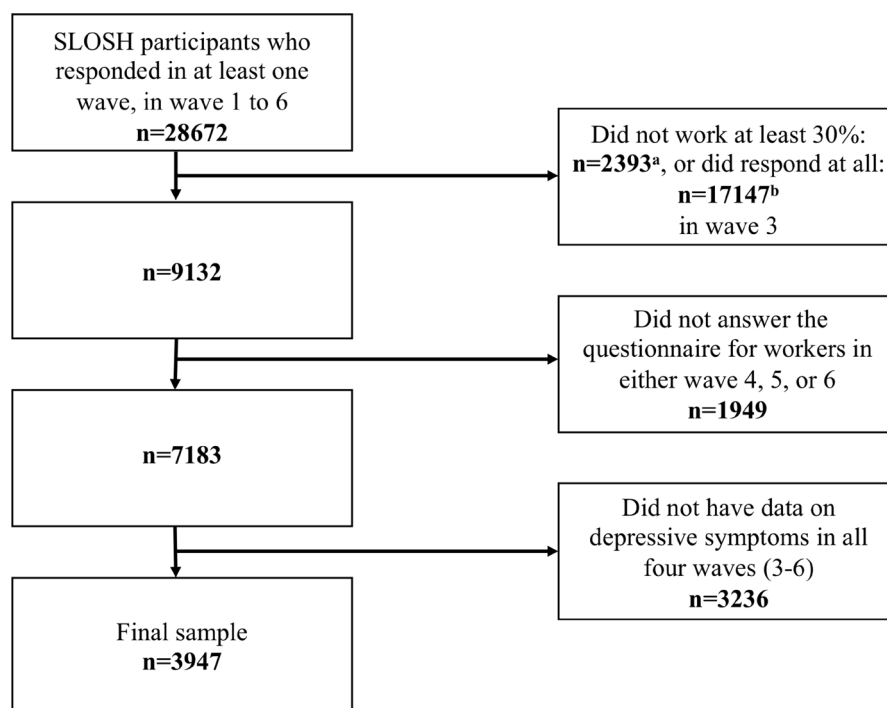 SLOSH participants who
responded in at least one
wave, in wave 1 to 6
n=28672
Did not work at least 30%:
n=2393ᵃ, or did respond at all:
n=17147ᵇ
in wave 3
n=9132
Did not answer the
questionnaire for workers in
either wave 4, 5, or 6
n=1949
n=7183
Did not have data on
depressive symptoms in all
four waves (3-6)
n=3236
Final sample
n=3947